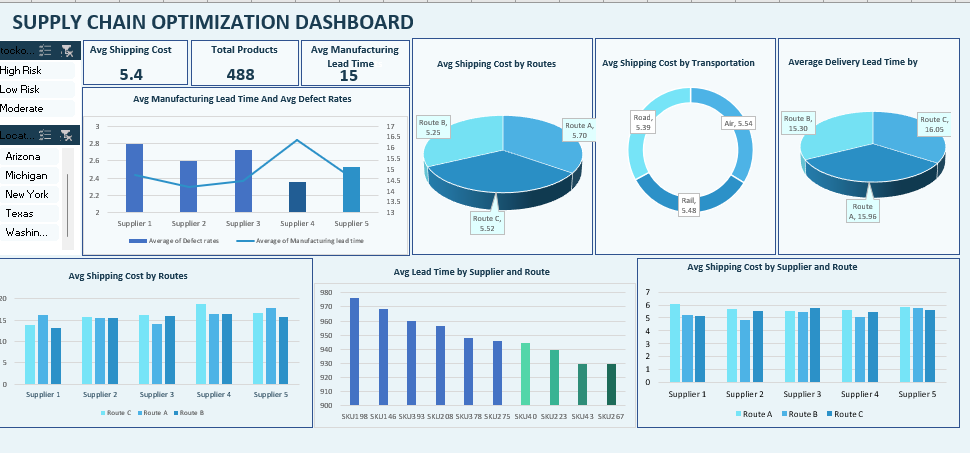 SUPPLY CHAIN OPTIMIZATION DASHBOARD
High Risk
Low Risk
Moderate
Arizona
Michigan
New York
Texas
Washin...
Avg Shipping Cost
5.4
Total Products
488
Avg Manufacturing
Lead Time
15
Avg Manufacturing Lead Time And Avg Defect Rates
3
2.8
2.6
2.4
2.2
2
17
16.5
16
15.5
15
14.5
14
13.5
13
Supplier 1
Supplier 2
Supplier 3
Supplier 4
Supplier 5
Average of Defect rates
Average of Manufacturing lead time
Avg Shipping Cost by Routes
Route B,
5.25
Route A,
5.70
Route C,
5.52
Avg Shipping Cost by Transportation
Road,
5.39
Air, 5.54
Rail,
5.48
Average Delivery Lead Time by
Route B,
15.30
Route C,
16.05
Route
A, 15.96
Avg Shipping Cost by Routes
20
15
10
5
0
Supplier 1
Supplier 2
Supplier 3
Supplier 4
Supplier 5
Route C
Route A
Route B
Avg Lead Time by Supplier and Route
980
970
960
950
940
930
920
910
900
SKU198
SKU146
SKU393
SKU208
SKU378
SKU275
SKU40
SKU223
SKU43
SKU267
Avg Shipping Cost by Supplier and Route
7
6
5
4
3
2
1
0
Supplier 1
Supplier 2
Supplier 3
Supplier 4
Supplier 5
Route A
Route B
Route C